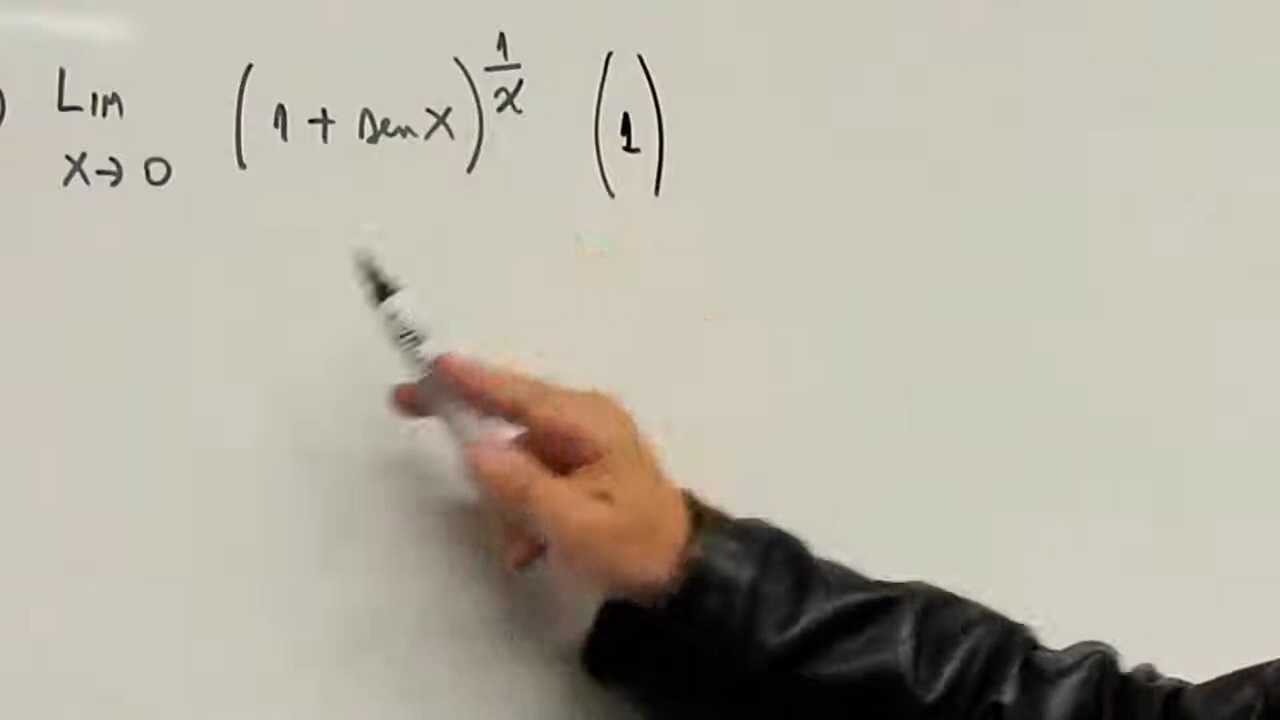 ) Lim (1 + sen x)^(1/x) (1)
x→0